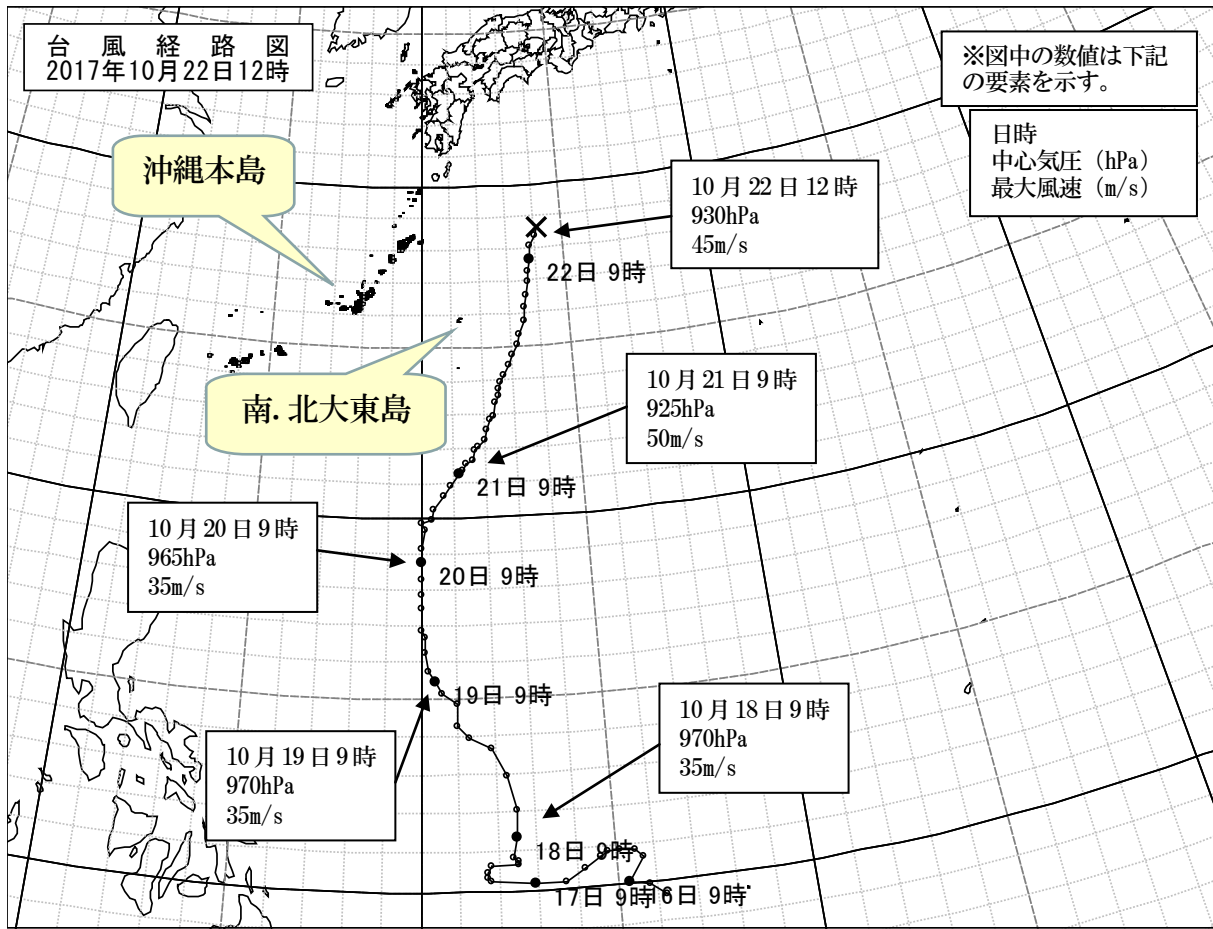 台風経路図
2017年10月22日12時
※図中の数値は下記
の要素を示す。
日時
中心気圧（hPa）
最大風速（m/s）
沖縄本島
10月22日12時
930hPa
45m/s
22日 9時
南.北大東島
10月21日9時
925hPa
50m/s
21日 9時
10月20日9時
965hPa
35m/s
20日 9時
19日 9時
10月18日9時
970hPa
35m/s
10月19日9時
970hPa
35m/s
18日 9時
17日 9時
16日 9時